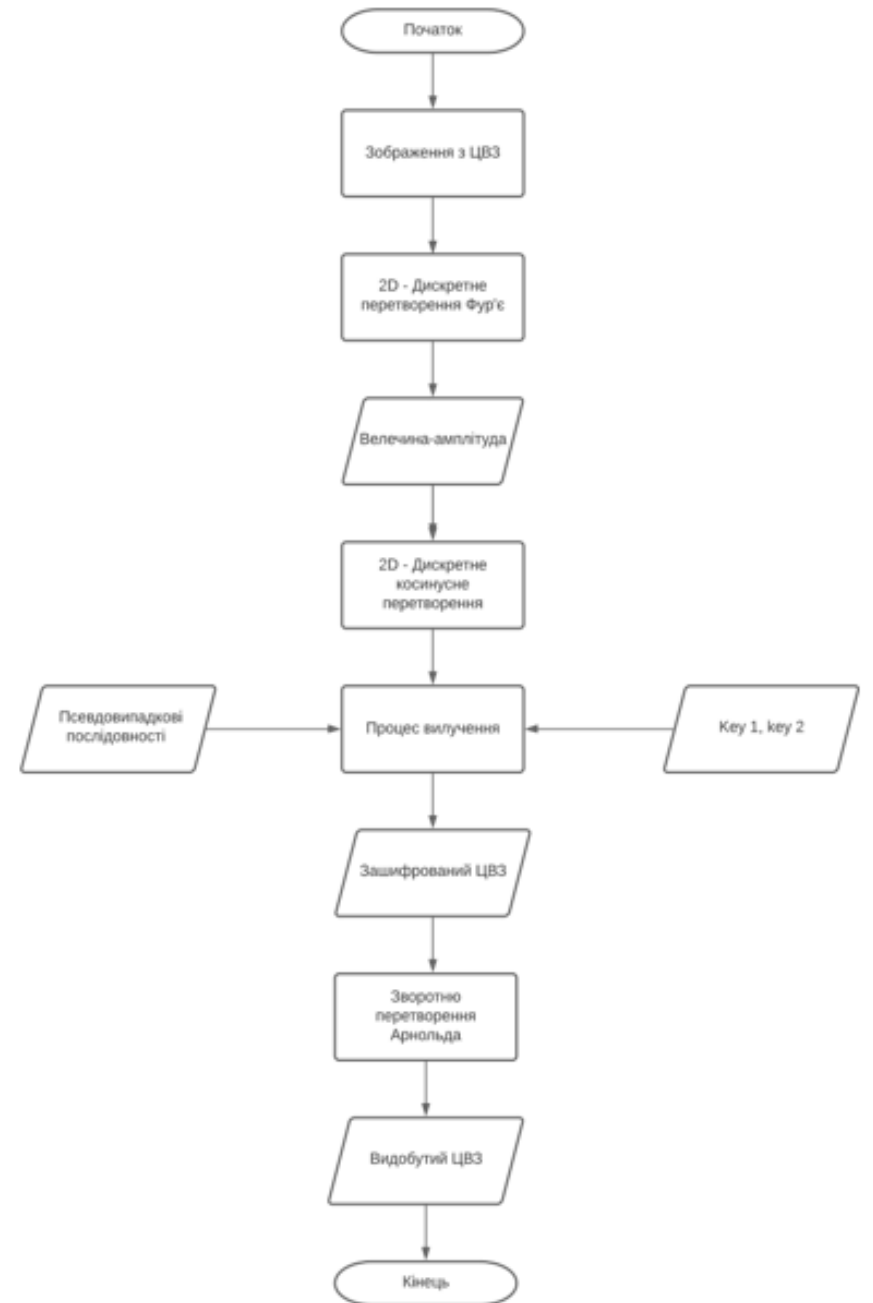 Початок
Зображення з ЦВЗ
2D - Дискретне
перетворення Фур'є
Велечина-амплітуда
2D - Дискретне
косинусне
перетворення
Псевдовипадкові
послідовності
Процес вилучення
Key 1, key 2
Зашифрований ЦВЗ
Зворотню
перетворення
Арнольда
Видобутий ЦВЗ
Кінець